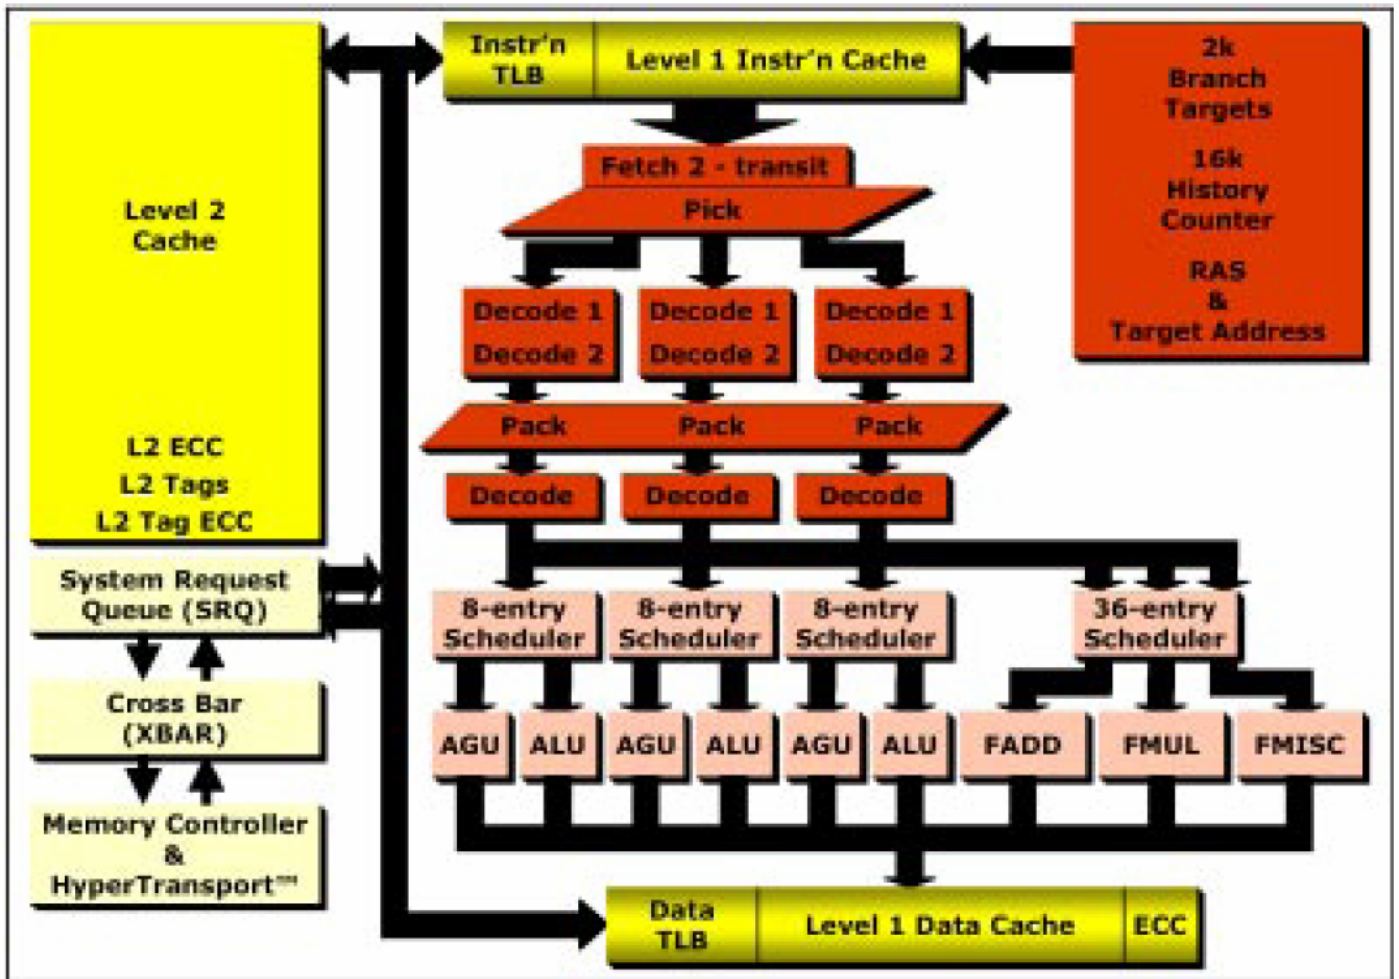 Level 2
Cache
L2 ECC
L2 Tags
L2 Tag ECC
System Request
Queue (SRQ)
Cross Bar
(XBAR)
Memory Controller
&
HyperTransport™
Instr'n
TLB
Level 1 Instr'n Cache
2k
Branch
Targets
16k
History
Counter
RAS
&
Target Address
Fetch 2 - transit
Pick
Decode 1 Decode 1 Decode 1
Decode 2 Decode 2 Decode 2
Pack Pack Pack
Decode Decode Decode
8-entry
Scheduler
8-entry
Scheduler
8-entry
Scheduler
36-entry
Scheduler
AGU ALU AGU ALU AGU ALU FADD FMUL FMISC
Data
TLB
Level 1 Data Cache
ECC